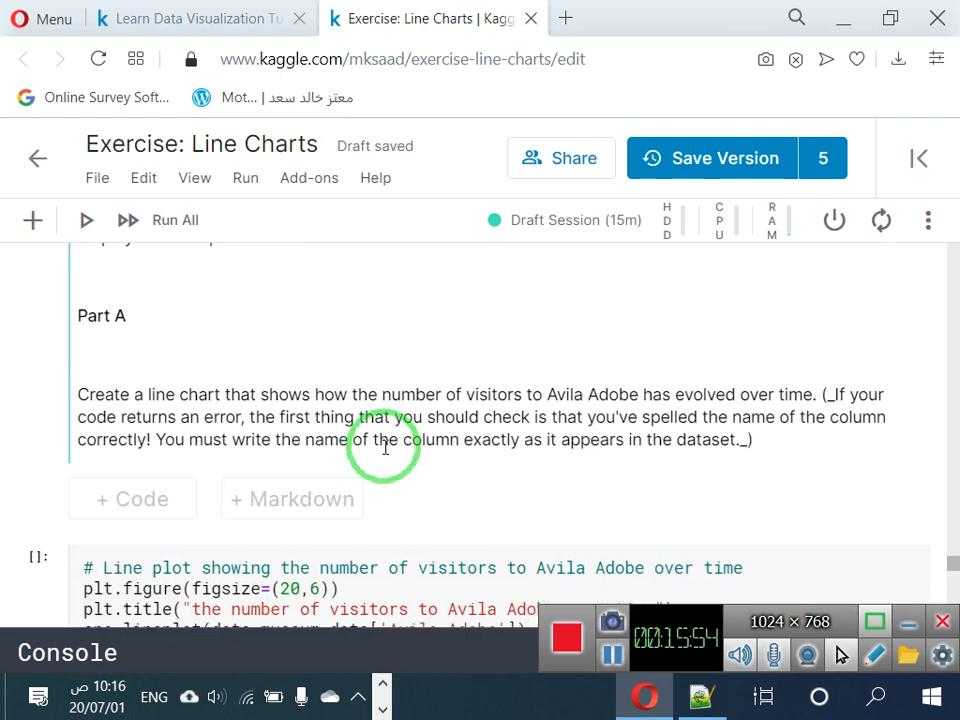 Menu
Learn Data Visualization Tu
Exercise: Line Charts | Kagg
www.kaggle.com/mksaad/exercise-line-charts/edit
Online Survey Soft...
Mot... | معتز خالد سعد
Exercise: Line Charts
Draft saved
Share
Save Version
5
File
Edit
View
Run
Add-ons
Help
Run All
Draft Session (15m)
HDD
CPU
RAM
Part A
Create a line chart that shows how the number of visitors to Avila Adobe has evolved over time. (_If your
code returns an error, the first thing that you should check is that you've spelled the name of the column
correctly! You must write the name of the column exactly as it appears in the dataset._)
+ Code
+ Markdown
[]:
# Line plot showing the number of visitors to Avila Adobe over time
plt.figure(figsize=(20,6))
plt.title("the number of visitors to Avila Ado
Console
00:15:54
1024 × 768
10:16 ص
20/07/01
ENG